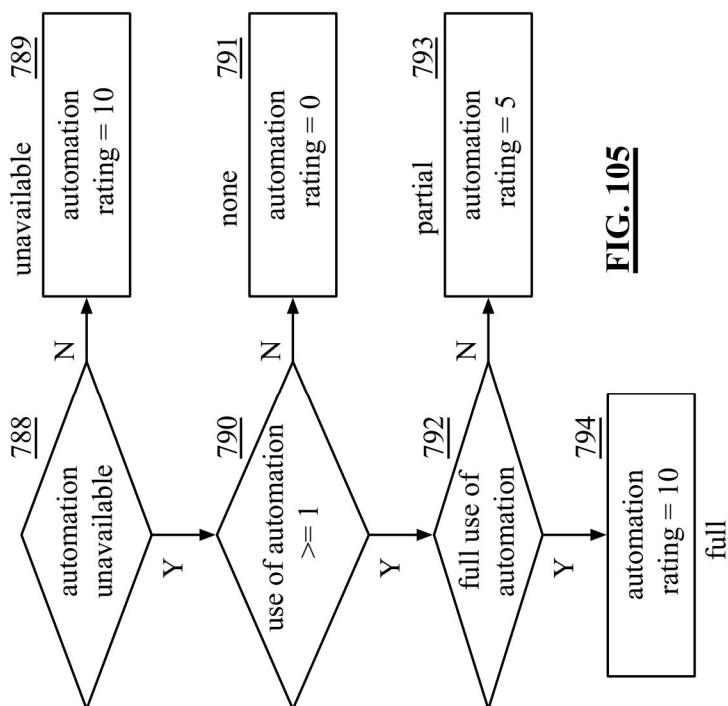 788
automation
unavailable
N
Y
unavailable
789
automation
rating = 10
790
use of automation
>= 1
N
Y
none
791
automation
rating = 0
792
full use of
automation
N
Y
partial
793
automation
rating = 5
794
automation
rating = 10
full
FIG. 105